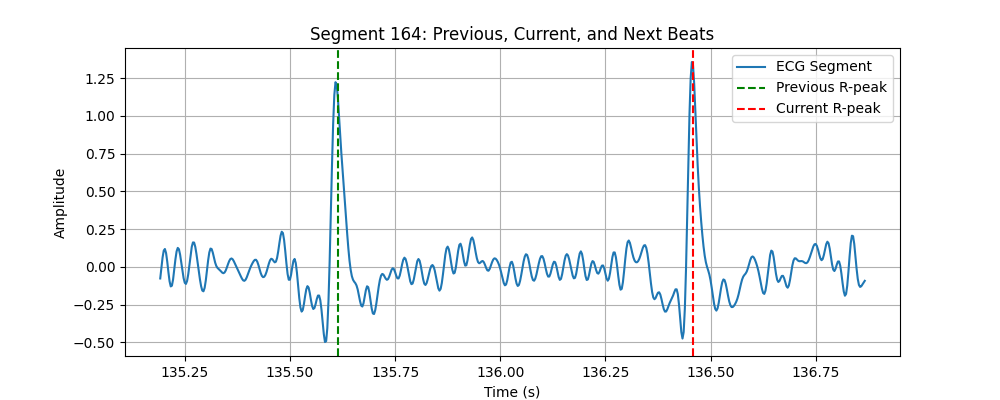 Segment 164: Previous, Current, and Next Beats
ECG Segment
Previous R-peak
Current R-peak
Amplitude
1.25
1.00
0.75
0.50
0.25
0.00
−0.25
−0.50
135.25 135.50 135.75 136.00 136.25 136.50 136.75
Time (s)